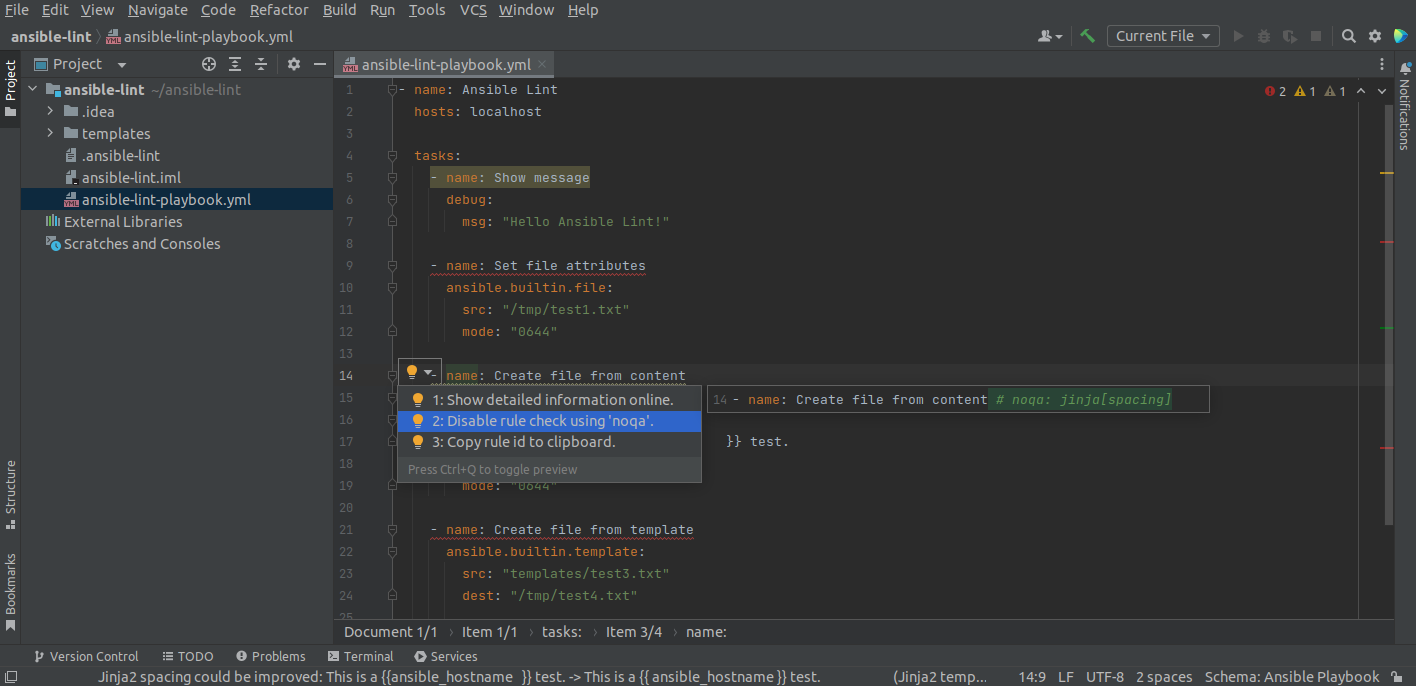 File Edit View Navigate Code Refactor Build Run Tools VCS Window Help
ansible-lint ansible-lint-playbook.yml Current File
Project ansible-lint-playbook.yml
ansible-lint ~/ansible-lint
.idea
templates
.ansible-lint
ansible-lint.iml
ansible-lint-playbook.yml
External Libraries
Scratches and Consoles
Project
Structure
Bookmarks
2 1 1
1 - name: Ansible Lint
2 hosts: localhost
3
4 tasks:
5 - name: Show message
6 debug:
7 msg: "Hello Ansible Lint!"
8
9 - name: Set file attributes
10 ansible.builtin.file:
11 src: "/tmp/test1.txt"
12 mode: "0644"
13
14 - name: Create file from content
15
16
17 }} test.
18
19 mode: "0644"
20
21 - name: Create file from template
22 ansible.builtin.template:
23 src: "templates/test3.txt"
24 dest: "/tmp/test4.txt"
25
1: Show detailed information online.
2: Disable rule check using 'noqa'.
3: Copy rule id to clipboard.
Press Ctrl+Q to toggle preview
14 - name: Create file from content # noqa: jinja[spacing]
Notifications
Document 1/1 › Item 1/1 › tasks: › Item 3/4 › name:
Version Control TODO Problems Terminal Services
Jinja2 spacing could be improved: This is a {{ansible_hostname }} test. -> This is a {{ ansible_hostname }} test. (Jinja2 temp... 14:9 LF UTF-8 2 spaces Schema: Ansible Playbook